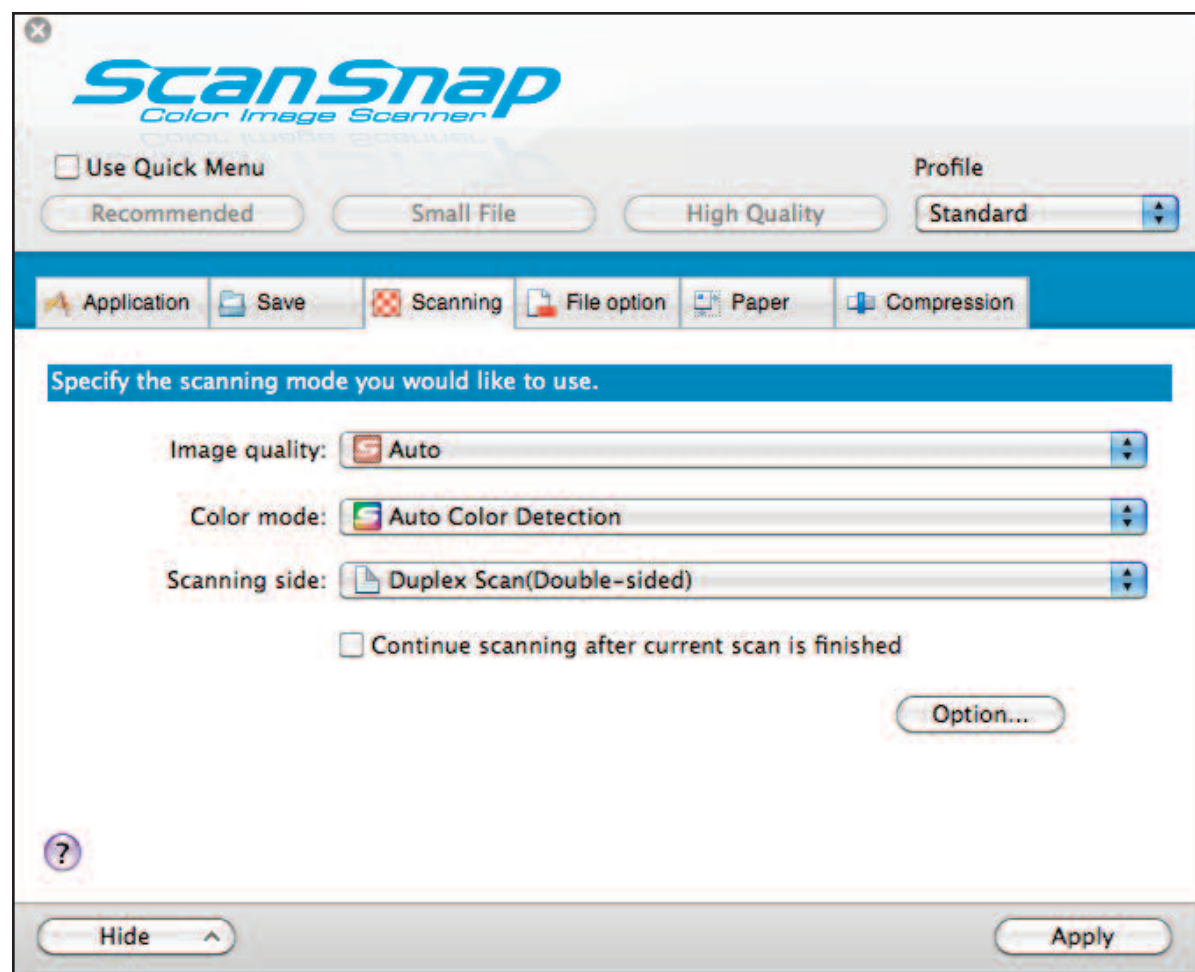 ScanSnap
Color Image Scanner
Use Quick Menu
Profile
Recommended Small File High Quality Standard
Application Save Scanning File option Paper Compression
Specify the scanning mode you would like to use.
Image quality: Auto
Color mode: Auto Color Detection
Scanning side: Duplex Scan(Double-sided)
Continue scanning after current scan is finished
Option...
?
Hide Apply